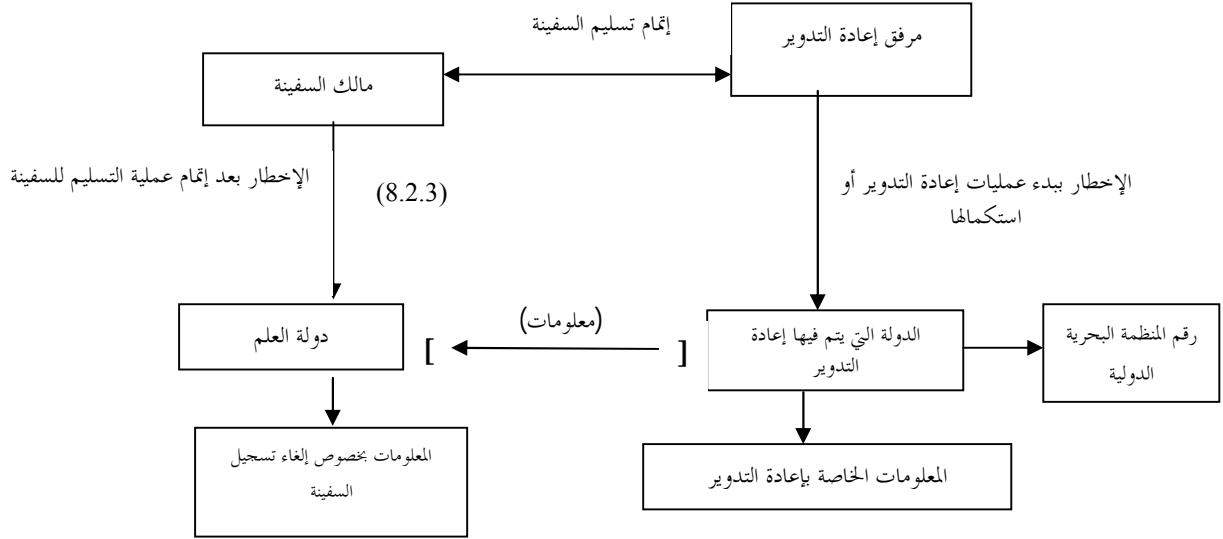 إتمام تسليم السفينة
مرفق إعادة التدوير
مالك السفينة
الإخطار ببدء عمليات إعادة التدوير أو
استكمالها
(8.2.3)
الإخطار بعد إتمام عملية التسليم للسفينة
رقم المنظمة البحرية
الدولية
الدولة التي يتم فيها إعادة
التدوير
[ (معلومات) ]
دولة العلم
المعلومات الخاصة بإعادة التدوير
المعلومات بخصوص إلغاء تسجيل
السفينة